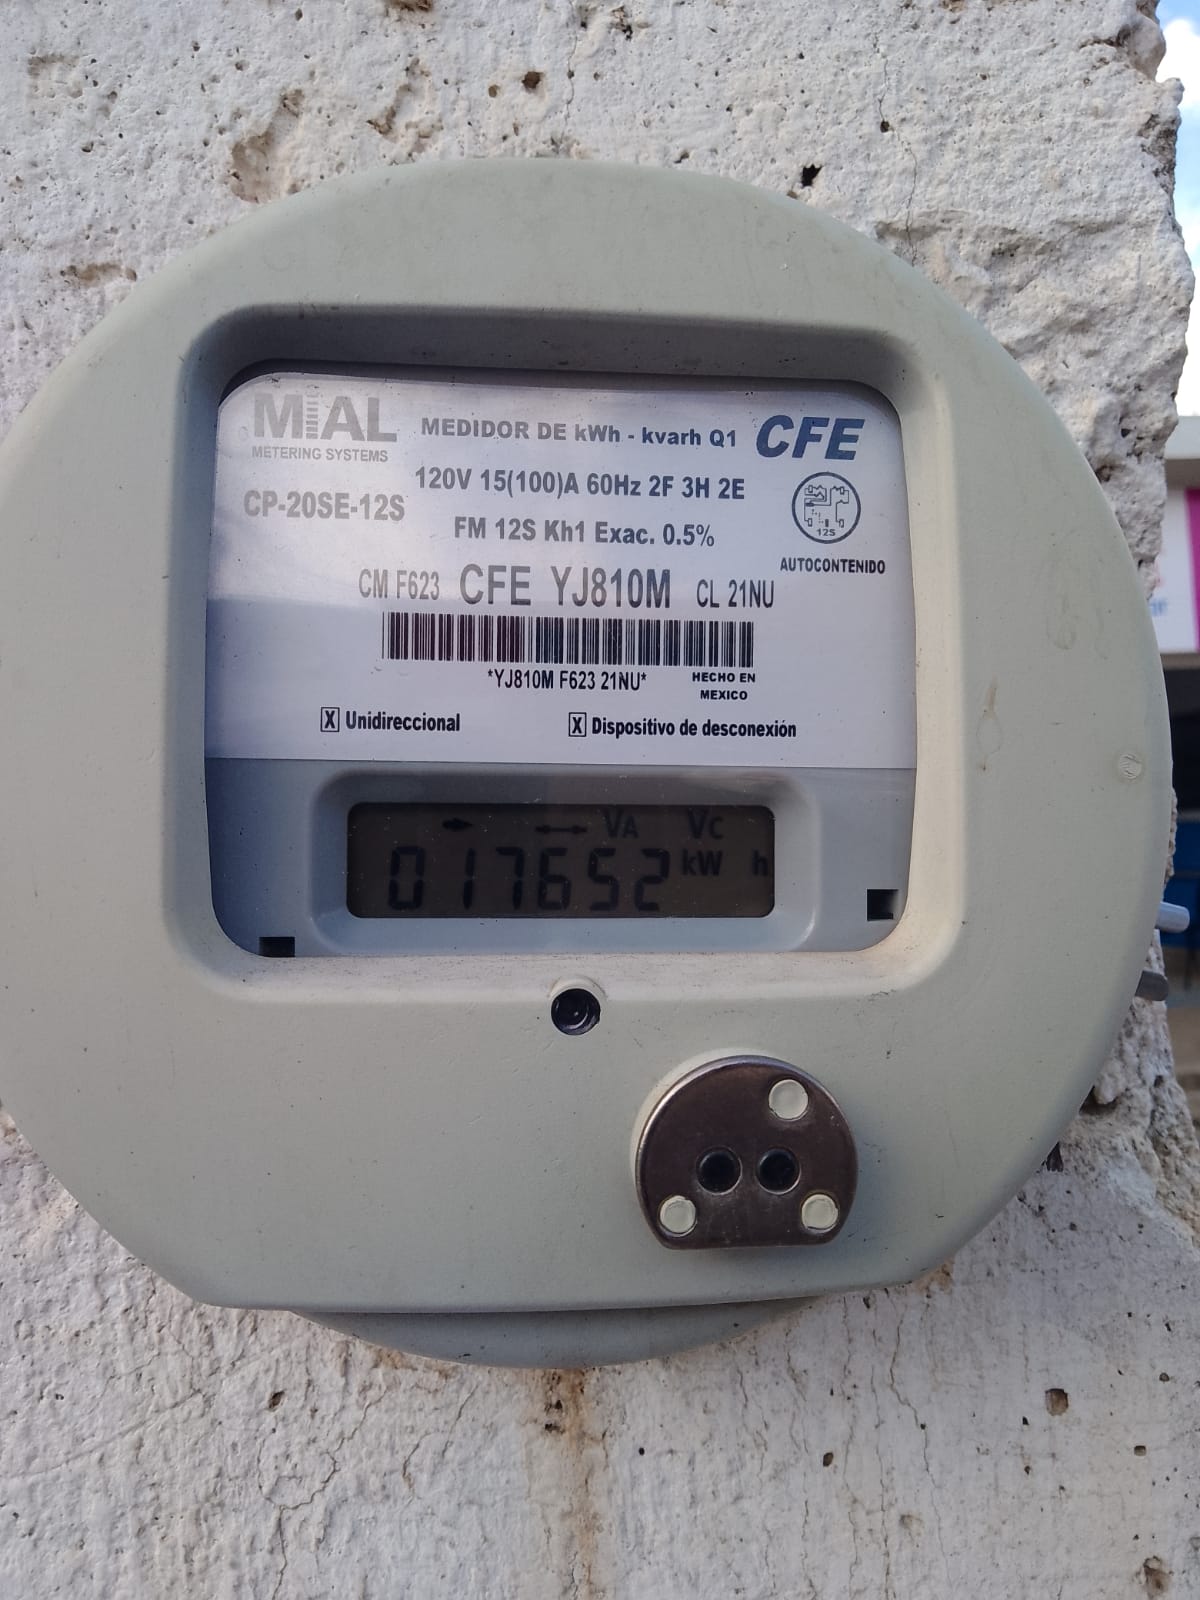 MIAL
METERING SYSTEMS
MEDIDOR DE kWh - kvarh Q1
CFE
CP-20SE-12S
120V 15(100)A 60Hz 2F 3H 2E
FM 12S Kh1 Exac. 0.5%
12S
AUTOCONTENIDO
CM F623 CFE YJ810M CL 21NU
*YJ810M F623 21NU*
HECHO EN
MEXICO
X Unidireccional
X Dispositivo de desconexión
VA VC
017652 kW h